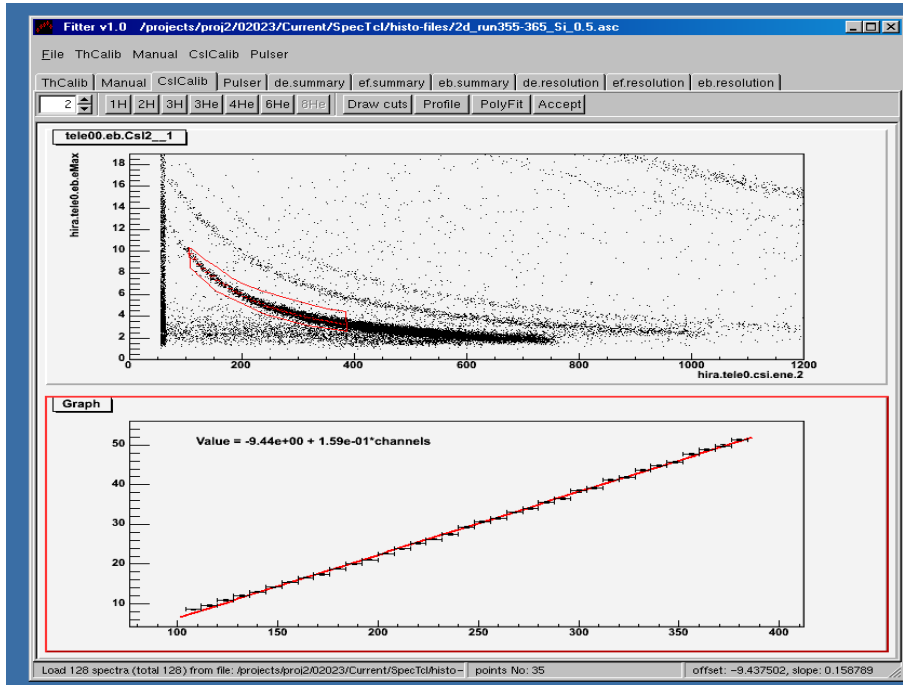 Fitter v1.0 /projects/proj2/02023/Current/SpecTcl/histo-files/2d_run355-365_Si_0.5.asc
File ThCalib Manual CsICalib Pulser
ThCalib Manual CsICalib Pulser de.summary ef.summary eb.summary de.resolution ef.resolution eb.resolution
2 1H 2H 3H 3He 4He 6He 8He Draw cuts Profile PolyFit Accept
tele00.eb.CsI2__1
hira.tele0.eb.eMax
18
16
14
12
10
8
6
4
2
0
0 200 400 600 800 1000 1200
hira.tele0.csi.ene.2
Graph
Value = -9.44e+00 + 1.59e-01*channels
50
40
30
20
10
100 150 200 250 300 350 400
Load 128 spectra (total 128) from file: /projects/proj2/02023/Current/SpecTcl/histo- points No: 35 offset: -9.437502, slope: 0.158789